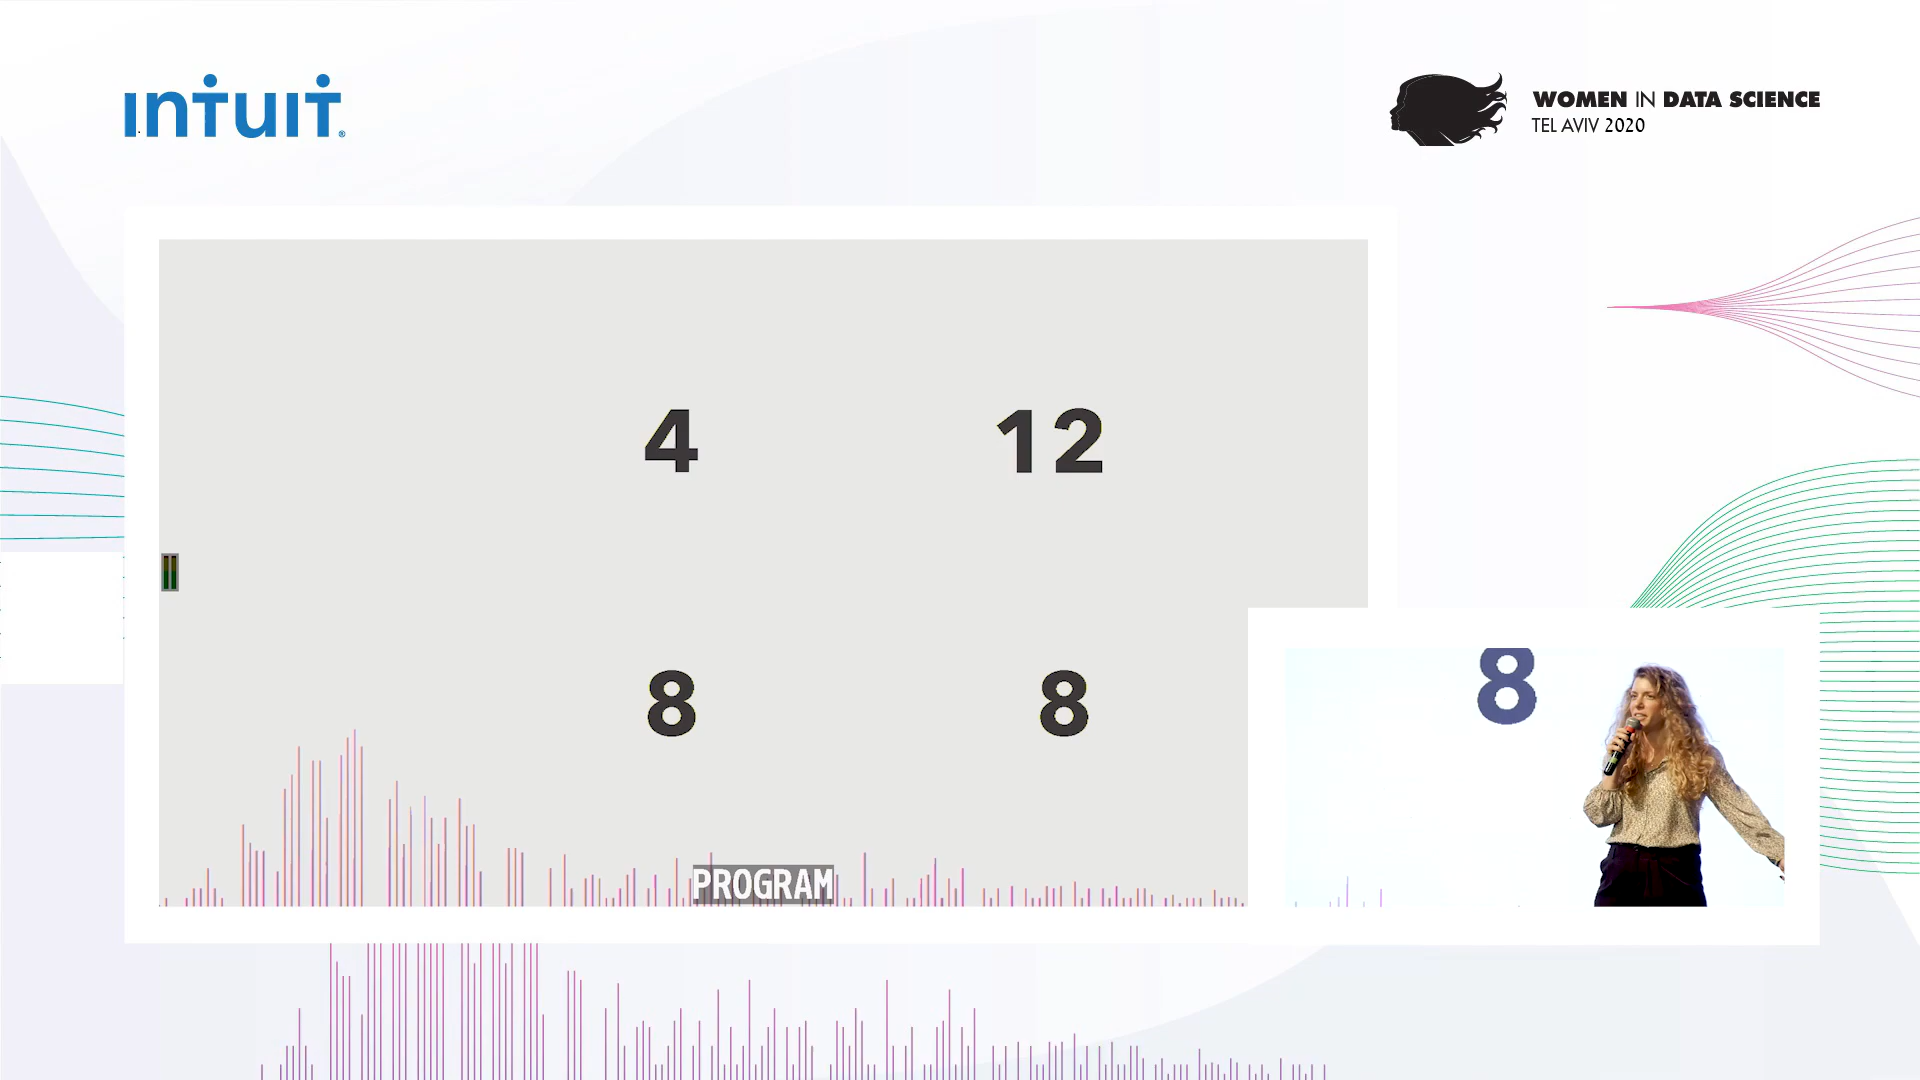 INTUIT
WOMEN IN DATA SCIENCE
TEL AVIV 2020
4 12
8 8
8
PROGRAM